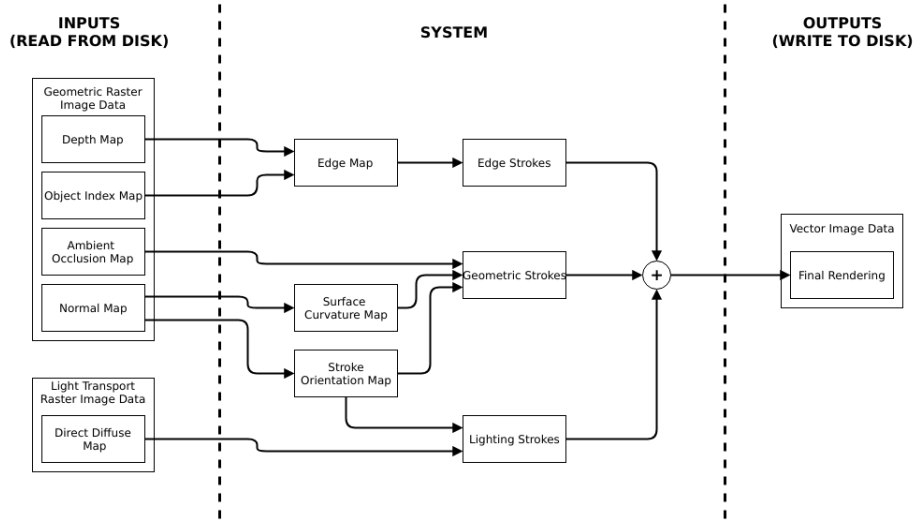 INPUTS
(READ FROM DISK)
SYSTEM
OUTPUTS
(WRITE TO DISK)
Geometric Raster
Image Data
Depth Map
Object Index Map
Ambient
Occlusion Map
Normal Map
Light Transport
Raster Image Data
Direct Diffuse
Map
Edge Map
Surface
Curvature Map
Stroke
Orientation Map
Edge Strokes
Geometric Strokes
Lighting Strokes
+
Vector Image Data
Final Rendering